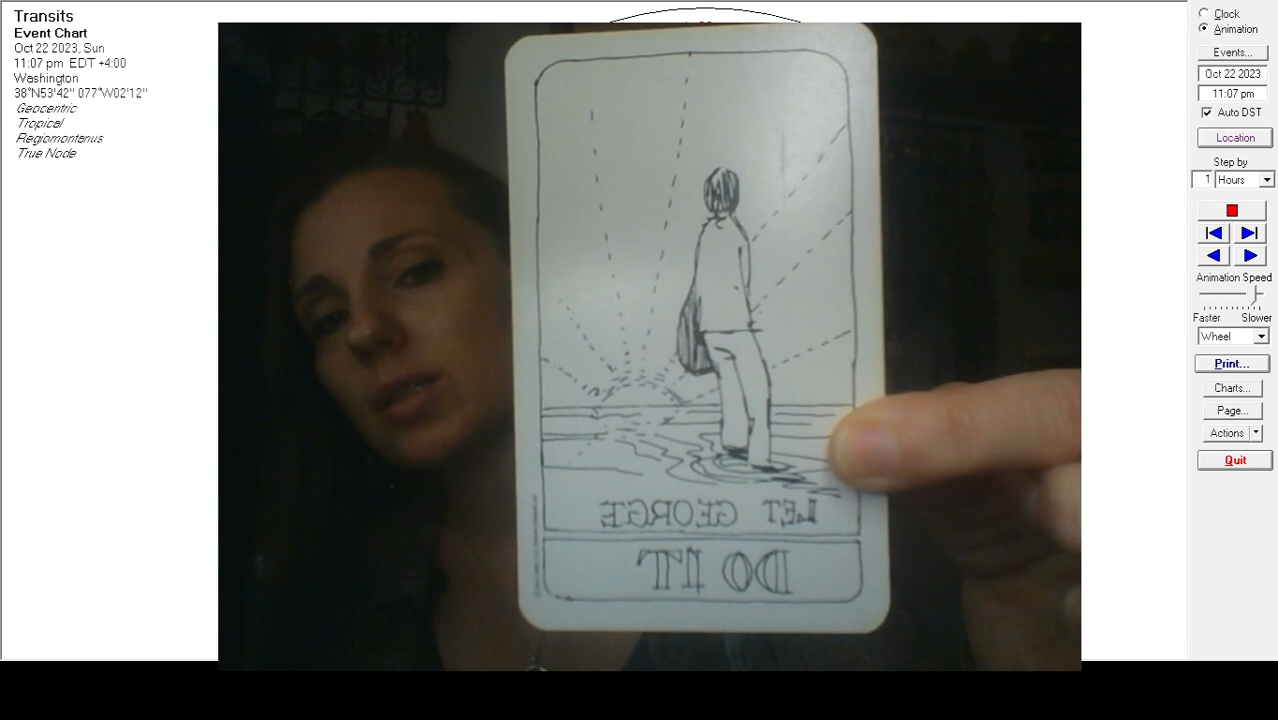 Transits
Event Chart
Oct 22 2023, Sun
11:07 pm EDT +4:00
Washington
38°N53'42" 077°W02'12"
Geocentric
Tropical
Regiomontanus
True Node
LET GEORGE
DO IT
Clock
Animation
Events...
Oct 22 2023
11:07 pm
Auto DST
Location
Step by
1 Hours
Animation Speed
Faster Slower
Wheel
Print...
Charts...
Page...
Actions
Quit